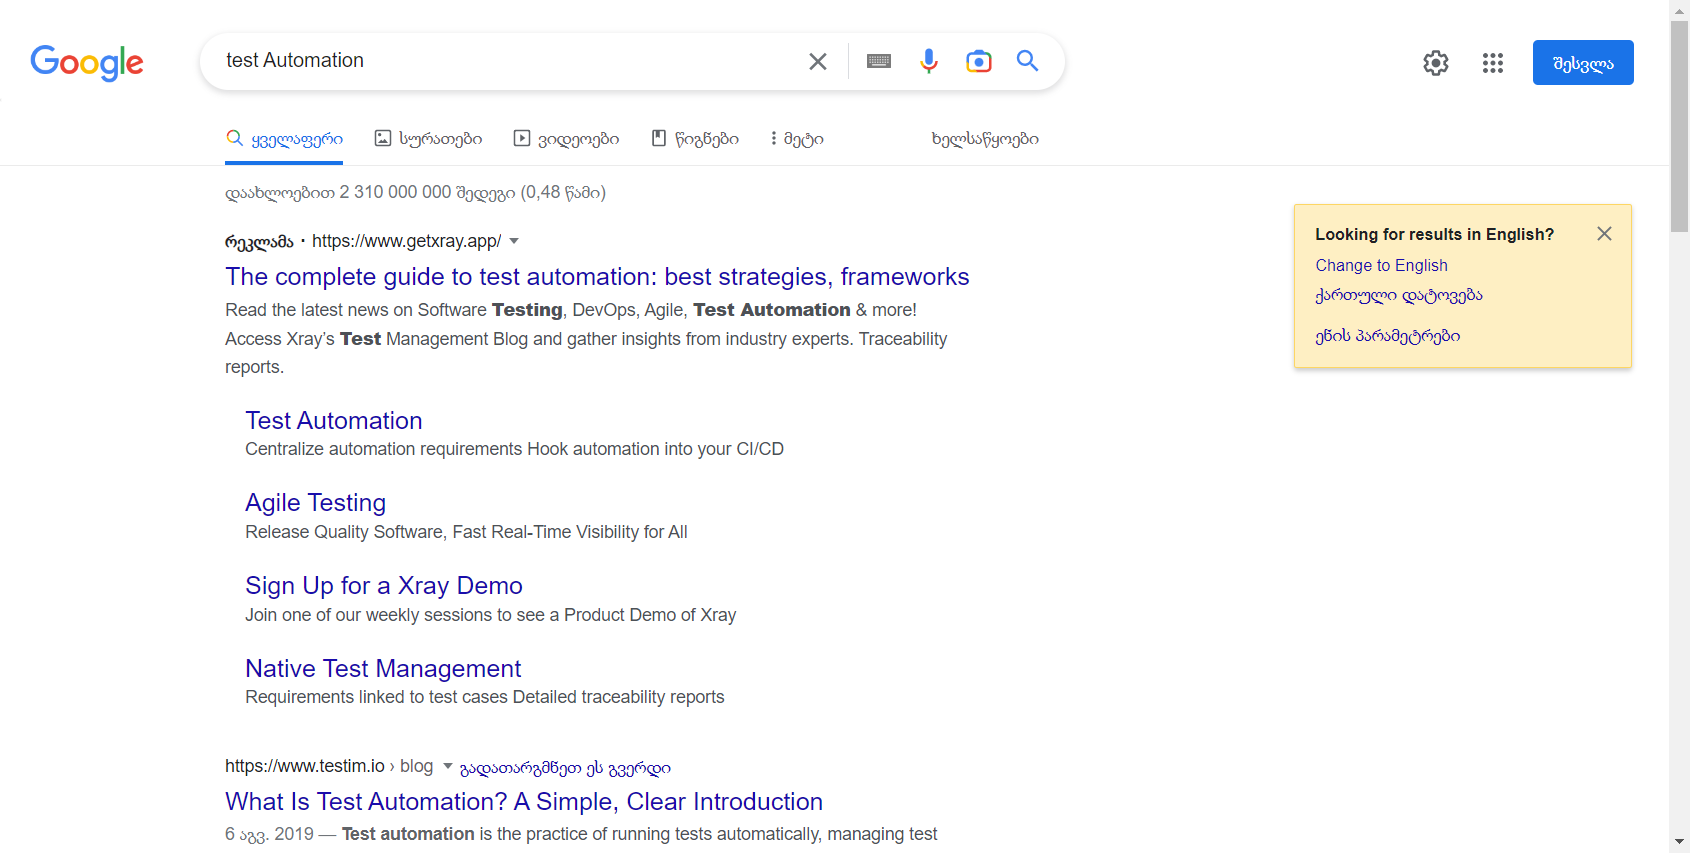 Google
test Automation
შესვლა
ყველაფერი
სურათები
ვიდეოები
წიგნები
მეტი
ხელსაწყოები
დაახლოებით 2 310 000 000 შედეგი (0,48 წამი)
რეკლამა · https://www.getxray.app/
The complete guide to test automation: best strategies, frameworks
Read the latest news on Software Testing, DevOps, Agile, Test Automation & more!
Access Xray’s Test Management Blog and gather insights from industry experts. Traceability
reports.
Test Automation
Centralize automation requirements Hook automation into your CI/CD
Agile Testing
Release Quality Software, Fast Real-Time Visibility for All
Sign Up for a Xray Demo
Join one of our weekly sessions to see a Product Demo of Xray
Native Test Management
Requirements linked to test cases Detailed traceability reports
https://www.testim.io › blog გადათარგმნეთ ეს გვერდი
What Is Test Automation? A Simple, Clear Introduction
6 აგვ. 2019 — Test automation is the practice of running tests automatically, managing test
Looking for results in English?
Change to English
ქართული დატოვება
ენის პარამეტრები